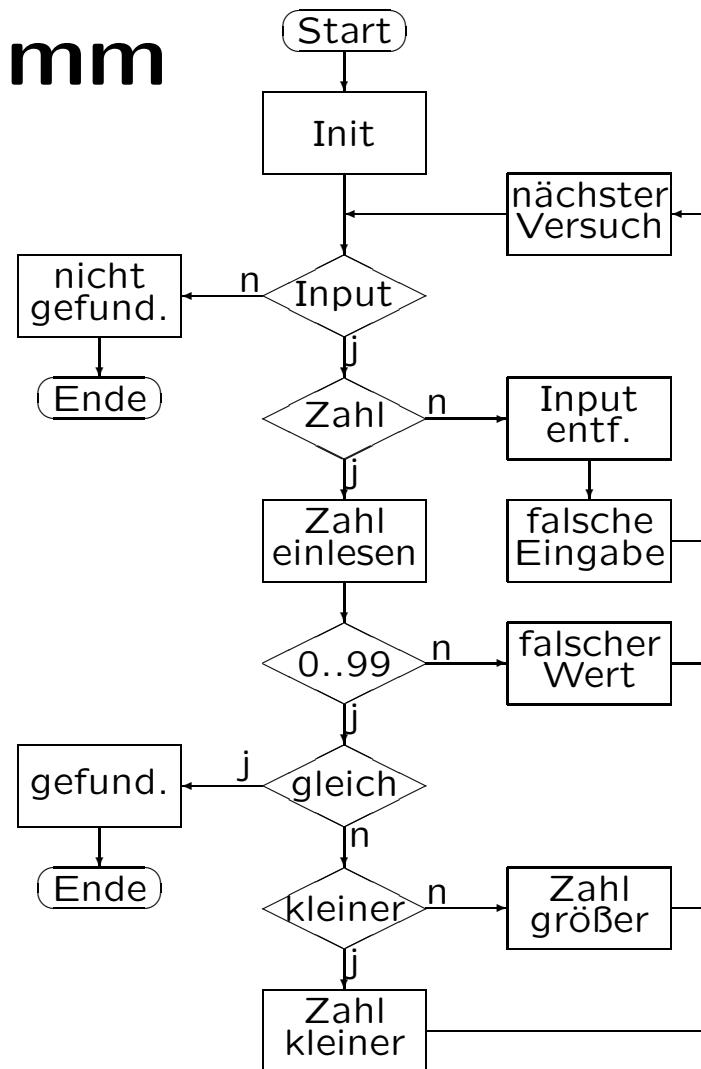 mm
Start
Init
nächster
Versuch
nicht
gefund.
n
Input
j
Ende
Zahl
n
Input
entf.
j
Zahl
einlesen
falsche
Eingabe
0..99
n
falscher
Wert
j
gefund.
j
gleich
n
Ende
kleiner
n
Zahl
größer
j
Zahl
kleiner